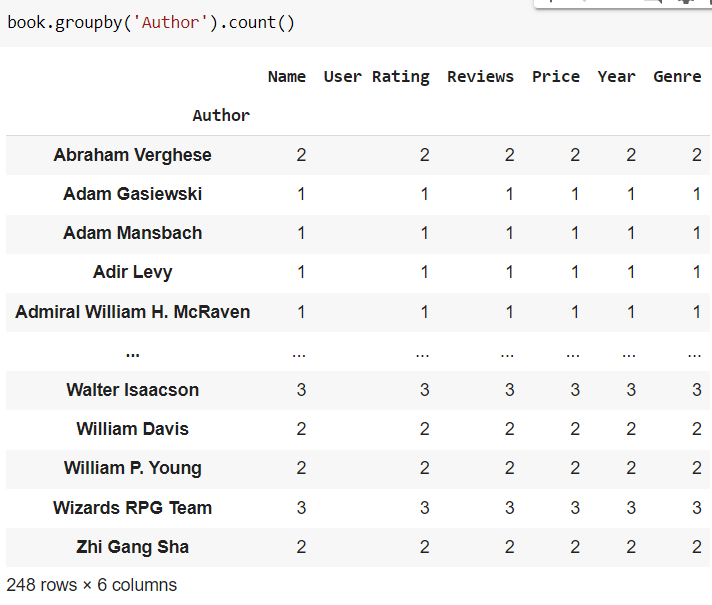 book.groupby('Author').count()
Name User Rating Reviews Price Year Genre
Author
Abraham Verghese 2 2 2 2 2 2
Adam Gasiewski 1 1 1 1 1 1
Adam Mansbach 1 1 1 1 1 1
Adir Levy 1 1 1 1 1 1
Admiral William H. McRaven 1 1 1 1 1 1
... ... ... ... ... ... ...
Walter Isaacson 3 3 3 3 3 3
William Davis 2 2 2 2 2 2
William P. Young 2 2 2 2 2 2
Wizards RPG Team 3 3 3 3 3 3
Zhi Gang Sha 2 2 2 2 2 2
248 rows × 6 columns